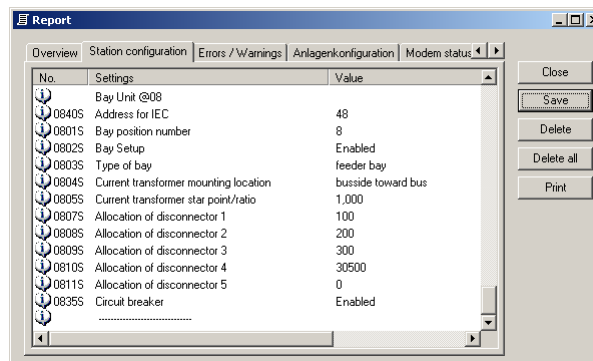 Report
Overview Station configuration Errors / Warnings Anlagenkonfiguration Modem status
No. Settings Value
Bay Unit @08
0840S Address for IEC 48
0801S Bay position number 8
0802S Bay Setup Enabled
0803S Type of bay feeder bay
0804S Current transformer mounting location busside toward bus
0805S Current transformer star point/ratio 1,000
0807S Allocation of disconnector 1 100
0808S Allocation of disconnector 2 200
0809S Allocation of disconnector 3 300
0810S Allocation of disconnector 4 30500
0811S Allocation of disconnector 5 0
0835S Circuit breaker Enabled
-------------------------------
Close
Save
Delete
Delete all
Print